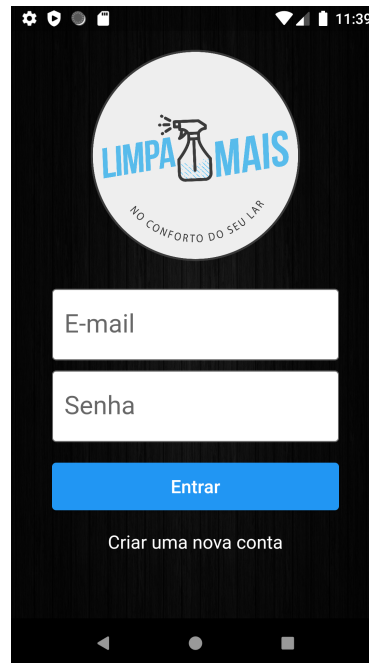 11:39
LIMPA MAIS
NO CONFORTO DO SEU LAR
E-mail
Senha
Entrar
Criar uma nova conta